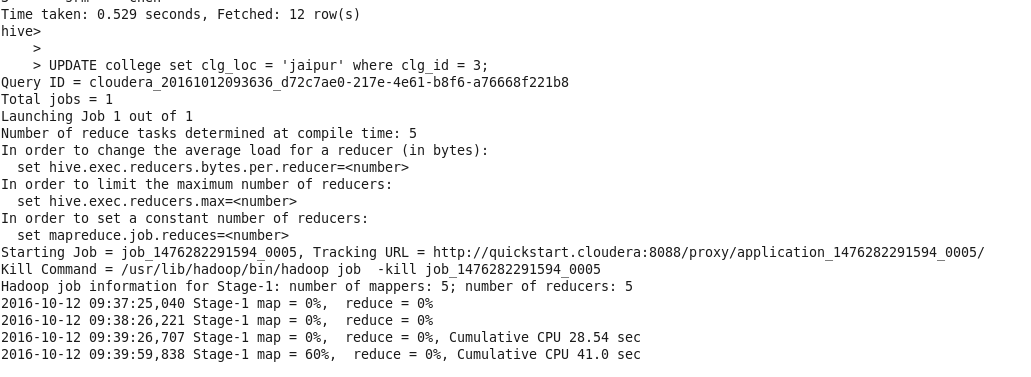 Time taken: 0.529 seconds, Fetched: 12 row(s)
hive>
    >
    > UPDATE college set clg_loc = 'jaipur' where clg_id = 3;
Query ID = cloudera_20161012093636_d72c7ae0-217e-4e61-b8f6-a76668f221b8
Total jobs = 1
Launching Job 1 out of 1
Number of reduce tasks determined at compile time: 5
In order to change the average load for a reducer (in bytes):
  set hive.exec.reducers.bytes.per.reducer=<number>
In order to limit the maximum number of reducers:
  set hive.exec.reducers.max=<number>
In order to set a constant number of reducers:
  set mapreduce.job.reduces=<number>
Starting Job = job_1476282291594_0005, Tracking URL = http://quickstart.cloudera:8088/proxy/application_1476282291594_0005/
Kill Command = /usr/lib/hadoop/bin/hadoop job  -kill job_1476282291594_0005
Hadoop job information for Stage-1: number of mappers: 5; number of reducers: 5
2016-10-12 09:37:25,040 Stage-1 map = 0%,  reduce = 0%
2016-10-12 09:38:26,221 Stage-1 map = 0%,  reduce = 0%
2016-10-12 09:39:26,707 Stage-1 map = 0%,  reduce = 0%, Cumulative CPU 28.54 sec
2016-10-12 09:39:59,838 Stage-1 map = 60%,  reduce = 0%, Cumulative CPU 41.0 sec